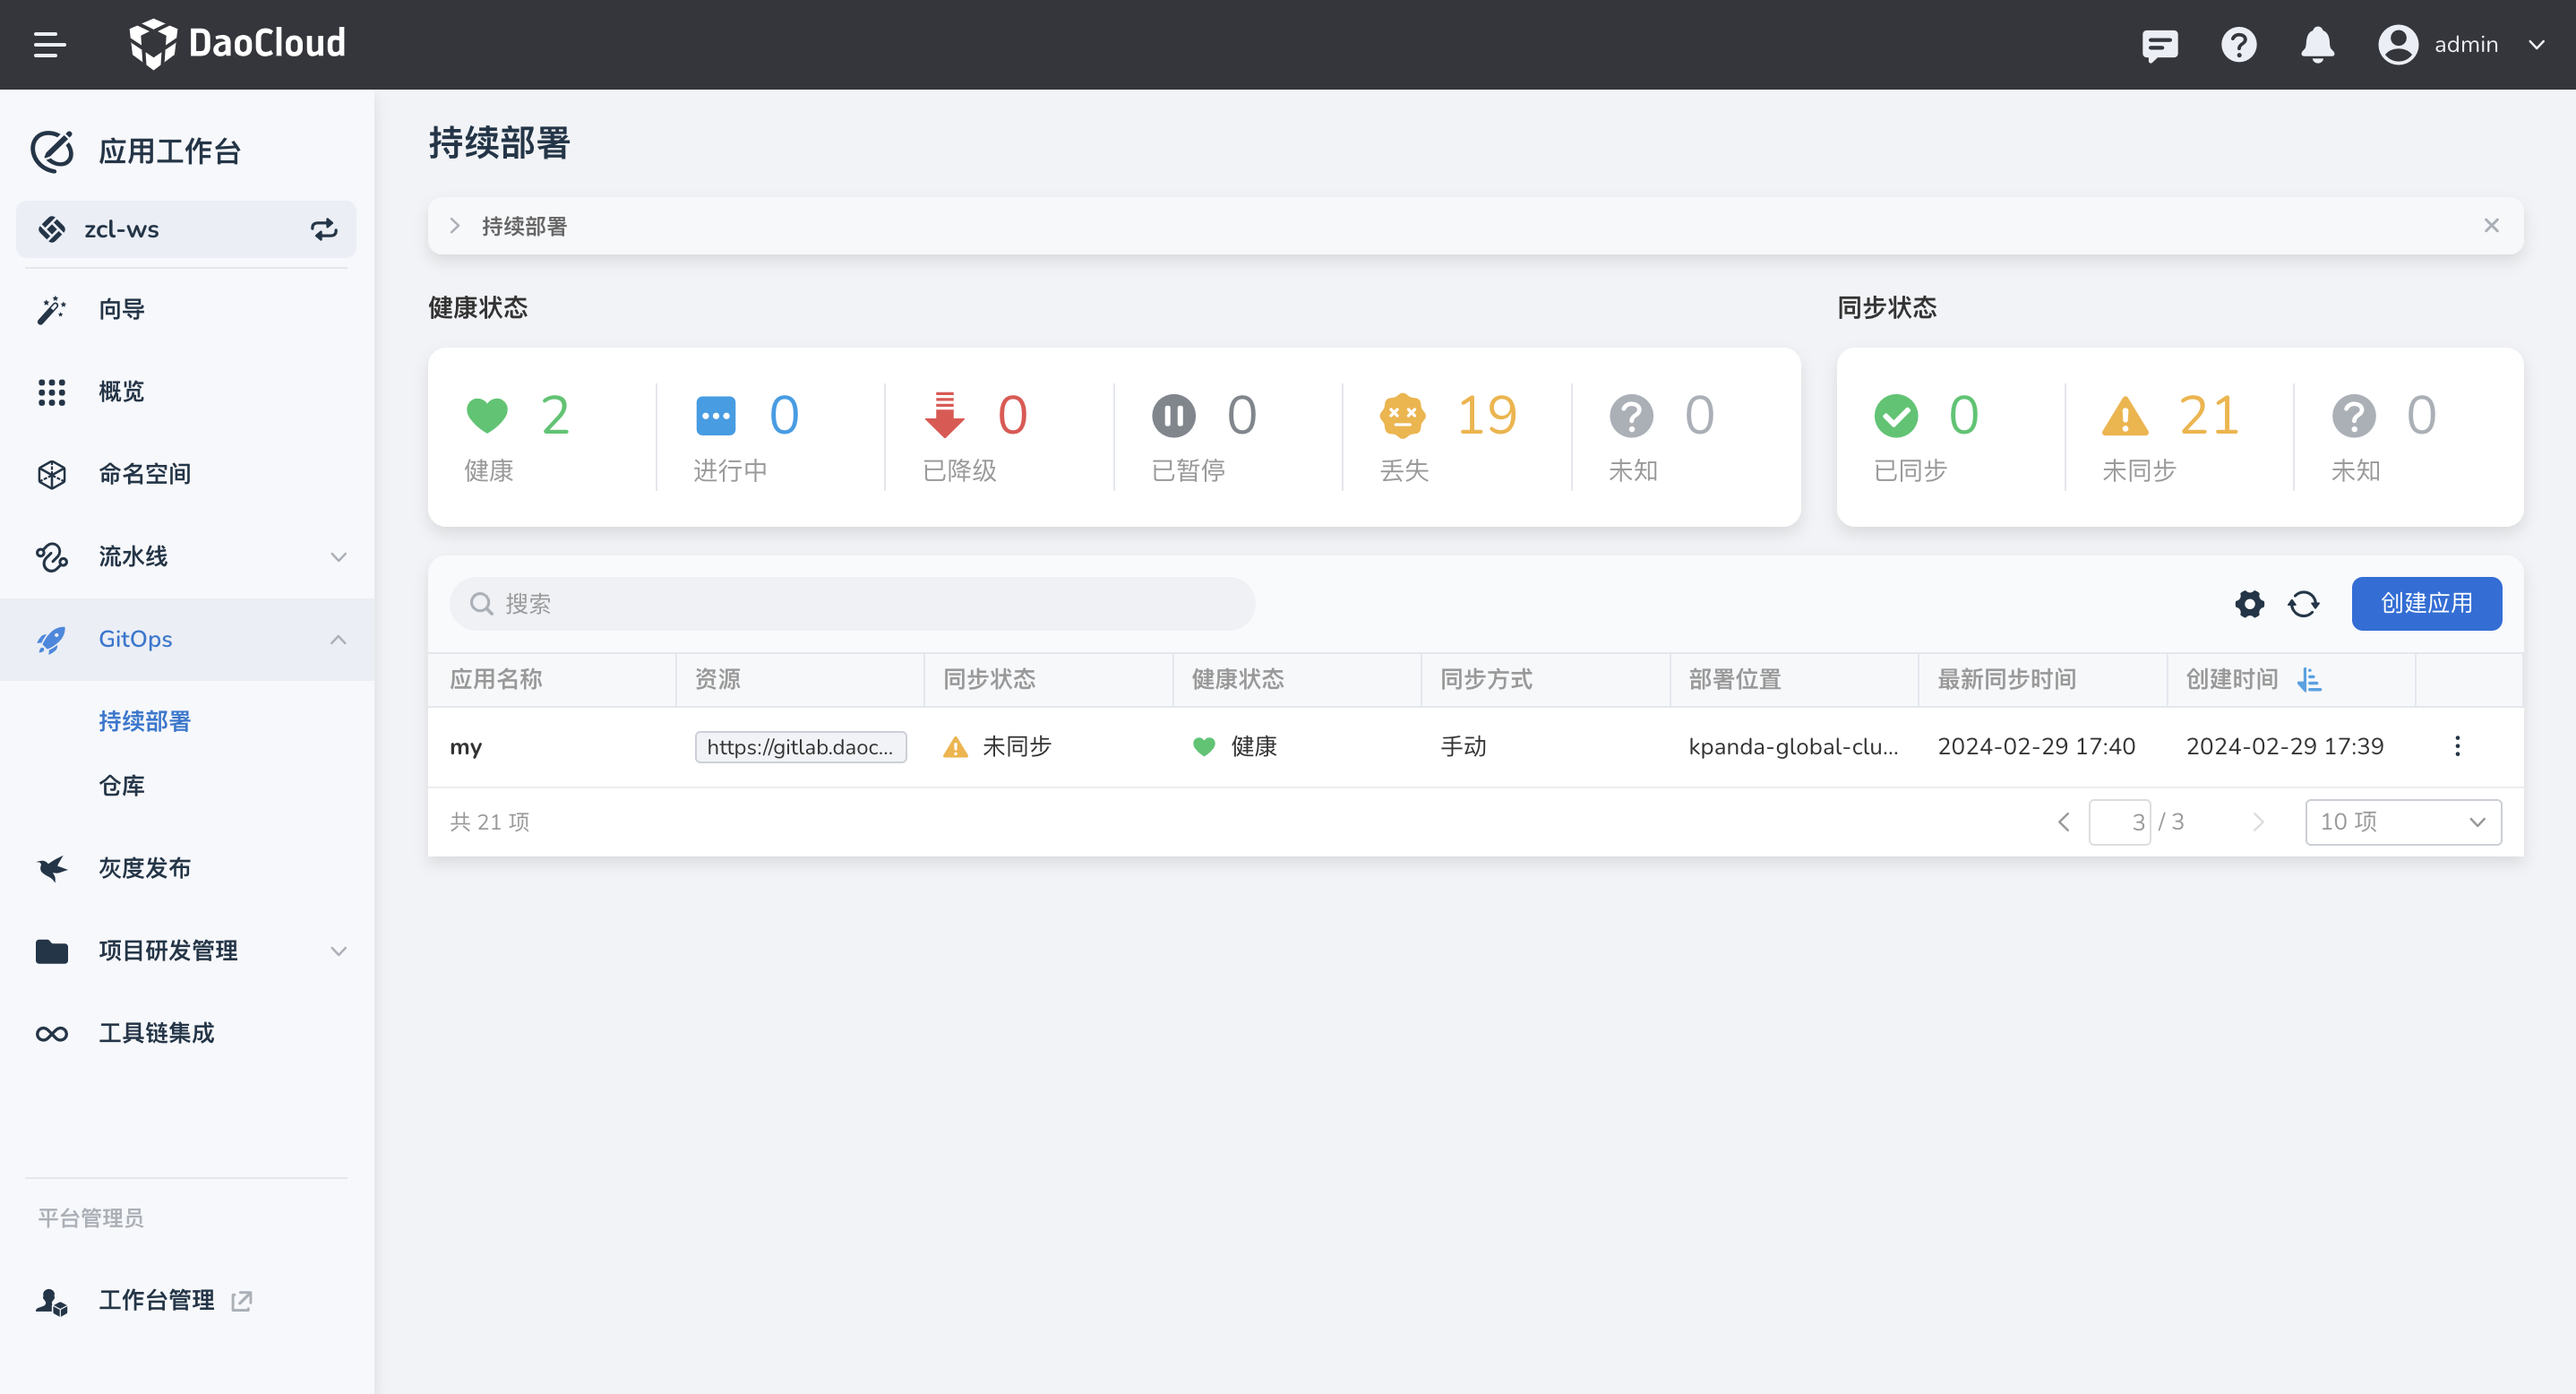 DaoCloud
admin
应用工作台
zcl-ws
向导
概览
命名空间
流水线
GitOps
持续部署
仓库
灰度发布
项目研发管理
工具链集成
平台管理员
工作台管理
持续部署
持续部署
健康状态
2 0 0 0 19 0
健康 进行中 已降级 已暂停 丢失 未知
同步状态
0 21 0
已同步 未同步 未知
搜索
创建应用
应用名称 资源 同步状态 健康状态 同步方式 部署位置 最新同步时间 创建时间
my https://gitlab.daoc... 未同步 健康 手动 kpanda-global-clu... 2024-02-29 17:40 2024-02-29 17:39
共 21 项
3 / 3
10 项